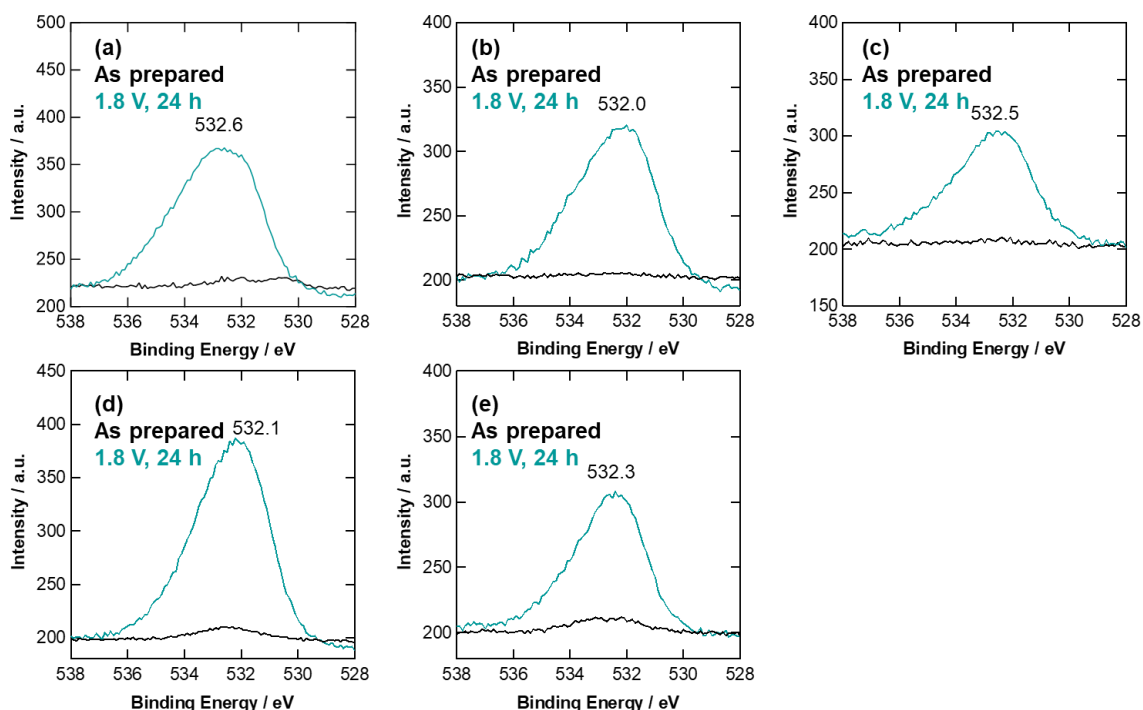 (a)
As prepared
1.8 V, 24 h
532.6
500
450
400
350
300
250
200
538 536 534 532 530 528
Intensity / a.u.
Binding Energy / eV
(b)
As prepared
1.8 V, 24 h
532.0
400
350
300
250
200
538 536 534 532 530 528
Intensity / a.u.
Binding Energy / eV
(c)
As prepared
1.8 V, 24 h
532.5
400
350
300
250
200
150
538 536 534 532 530 528
Intensity / a.u.
Binding Energy / eV
(d)
As prepared
1.8 V, 24 h
532.1
450
400
350
300
250
200
538 536 534 532 530 528
Intensity / a.u.
Binding Energy / eV
(e)
As prepared
1.8 V, 24 h
532.3
400
350
300
250
200
538 536 534 532 530 528
Intensity / a.u.
Binding Energy / eV